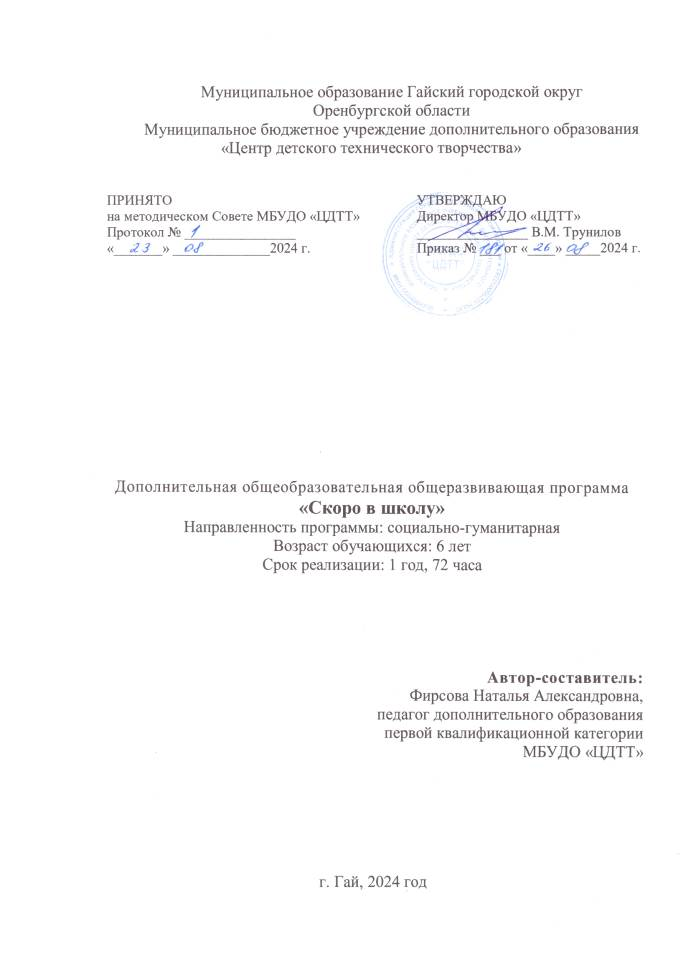 Муниципальное образование Гайский городской округ
Оренбургской области
Муниципальное бюджетное учреждение дополнительного образования
«Центр детского технического творчества»
ПРИНЯТО
на методическом Совете МБУДО «ЦДТТ»
Протокол № 1
« 23 » 08 2024 г.
УТВЕРЖДАЮ
Директор МБУДО «ЦДТТ»
В.М. Трунилов
Приказ № 181 от « 26 » 08 2024 г.
"ЦДТТ"
Дополнительная общеобразовательная общеразвивающая программа
«Скоро в школу»
Направленность программы: социально-гуманитарная
Возраст обучающихся: 6 лет
Срок реализации: 1 год, 72 часа
Автор-составитель:
Фирсова Наталья Александровна,
педагог дополнительного образования
первой квалификационной категории
МБУДО «ЦДТТ»
г. Гай, 2024 год